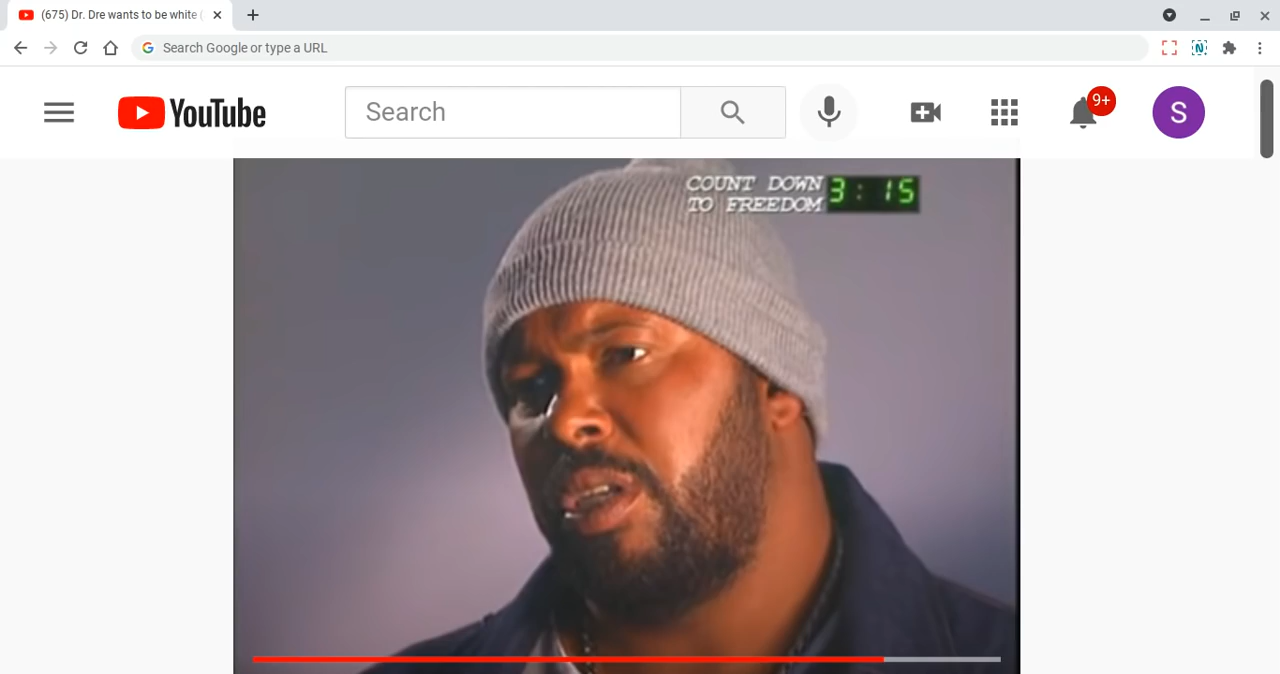 (675) Dr. Dre wants to be white (
Search Google or type a URL
YouTube
Search
9+
S
COUNT DOWN
TO FREEDOM
3:15